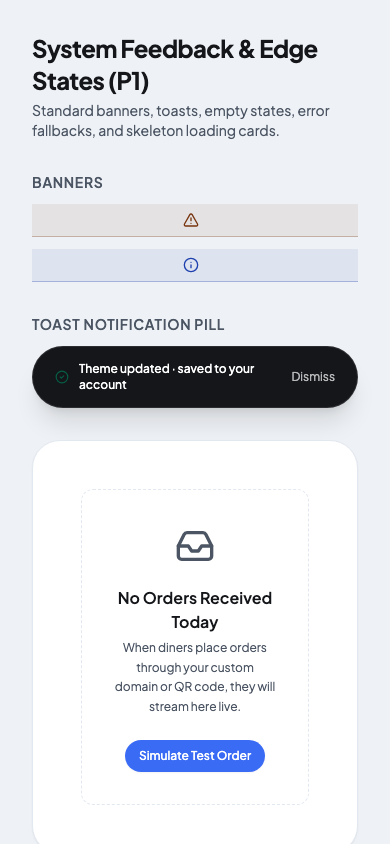 System Feedback & Edge
States (P1)
Standard banners, toasts, empty states, error
fallbacks, and skeleton loading cards.
BANNERS
TOAST NOTIFICATION PILL
Theme updated · saved to your
account
Dismiss
No Orders Received
Today
When diners place orders
through your custom
domain or QR code, they will
stream here live.
Simulate Test Order